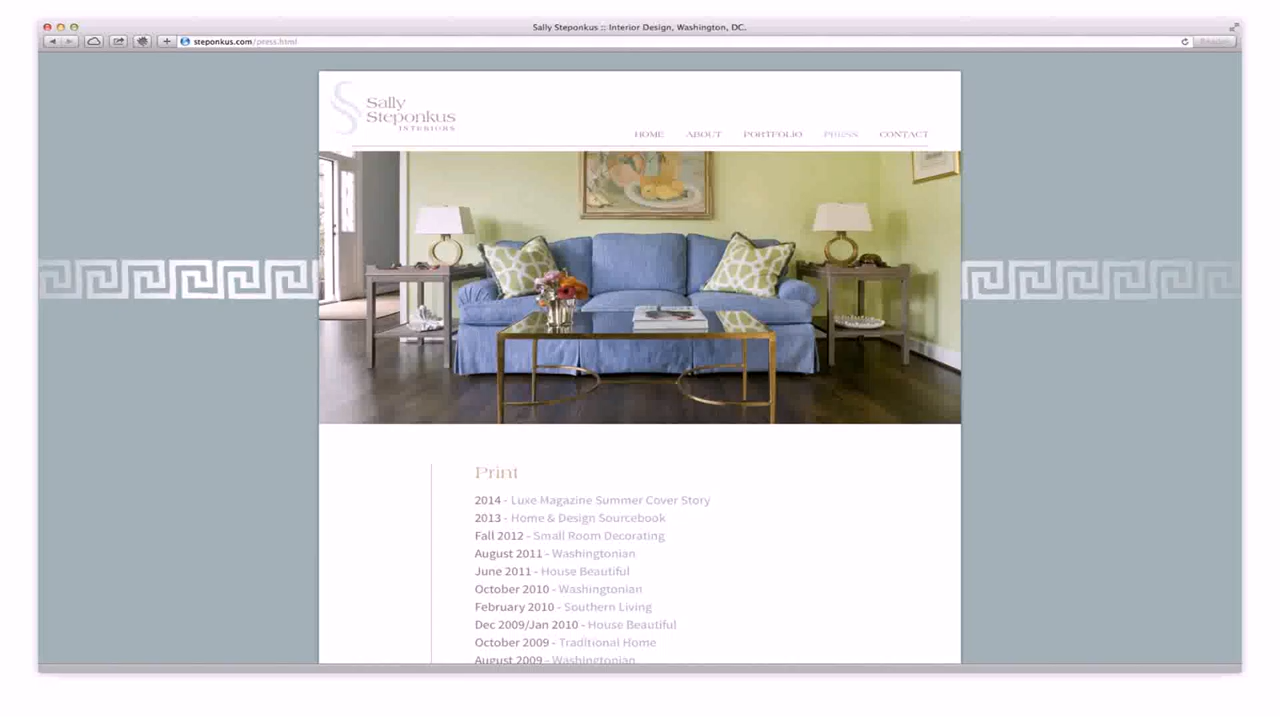 Sally Steponkus :: Interior Design, Washington, DC.
steponkus.com/press.html
Reader
Sally
Steponkus
INTERIORS
HOME ABOUT PORTFOLIO PRESS CONTACT
Print
2014 - Luxe Magazine Summer Cover Story
2013 - Home & Design Sourcebook
Fall 2012 - Small Room Decorating
August 2011 - Washingtonian
June 2011 - House Beautiful
October 2010 - Washingtonian
February 2010 - Southern Living
Dec 2009/Jan 2010 - House Beautiful
October 2009 - Traditional Home
August 2009 - Washingtonian